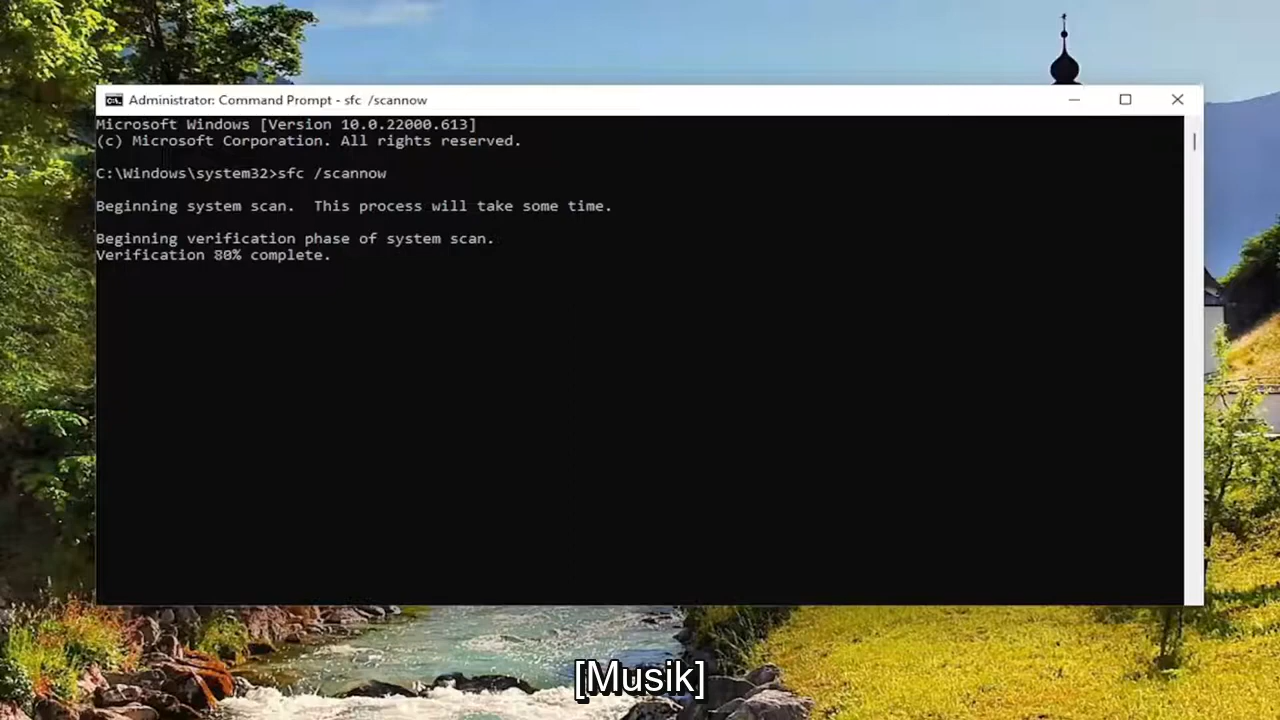 Administrator: Command Prompt - sfc  /scannow
Microsoft Windows [Version 10.0.22000.613]
(c) Microsoft Corporation. All rights reserved.
C:\Windows\system32>sfc /scannow
Beginning system scan.  This process will take some time.
Beginning verification phase of system scan.
Verification 80% complete.
[Musik]